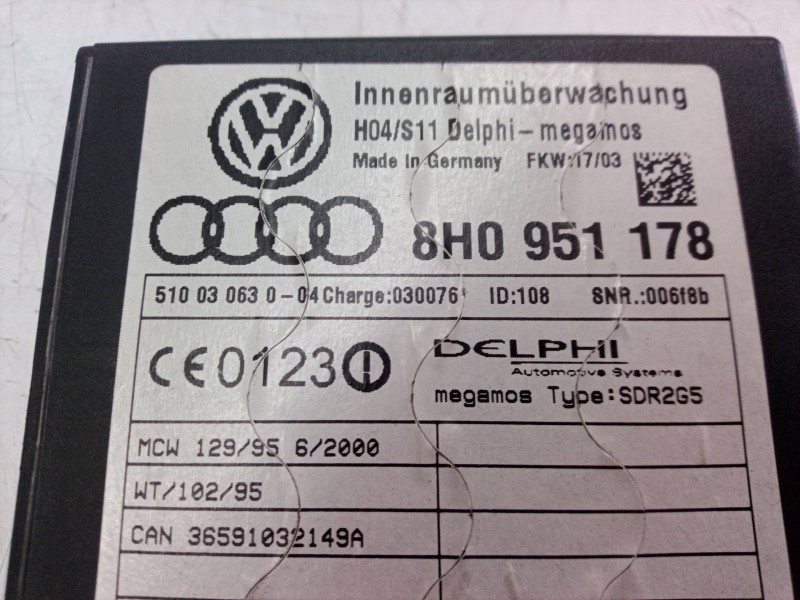 Innenraumüberwachung
H04/S11 Delphi-megamos
Made in Germany FKW:17/03
8H0 951 178
510 03 063 0-04 Charge:030076 ID:108 SNR.:006f8b
CE0123
DELPHI
Automotive Systems
megamos Type:SDR2G5
MCW 129/95 6/2000
WT/102/95
CAN 36591032149A